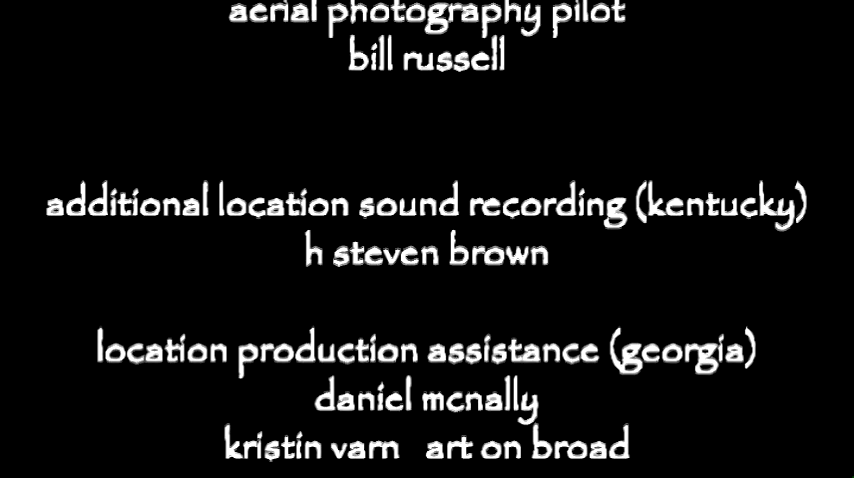 aerial photography pilot
bill russell
additional location sound recording (kentucky)
h steven brown
location production assistance (georgia)
daniel mcnally
kristin varn art on broad